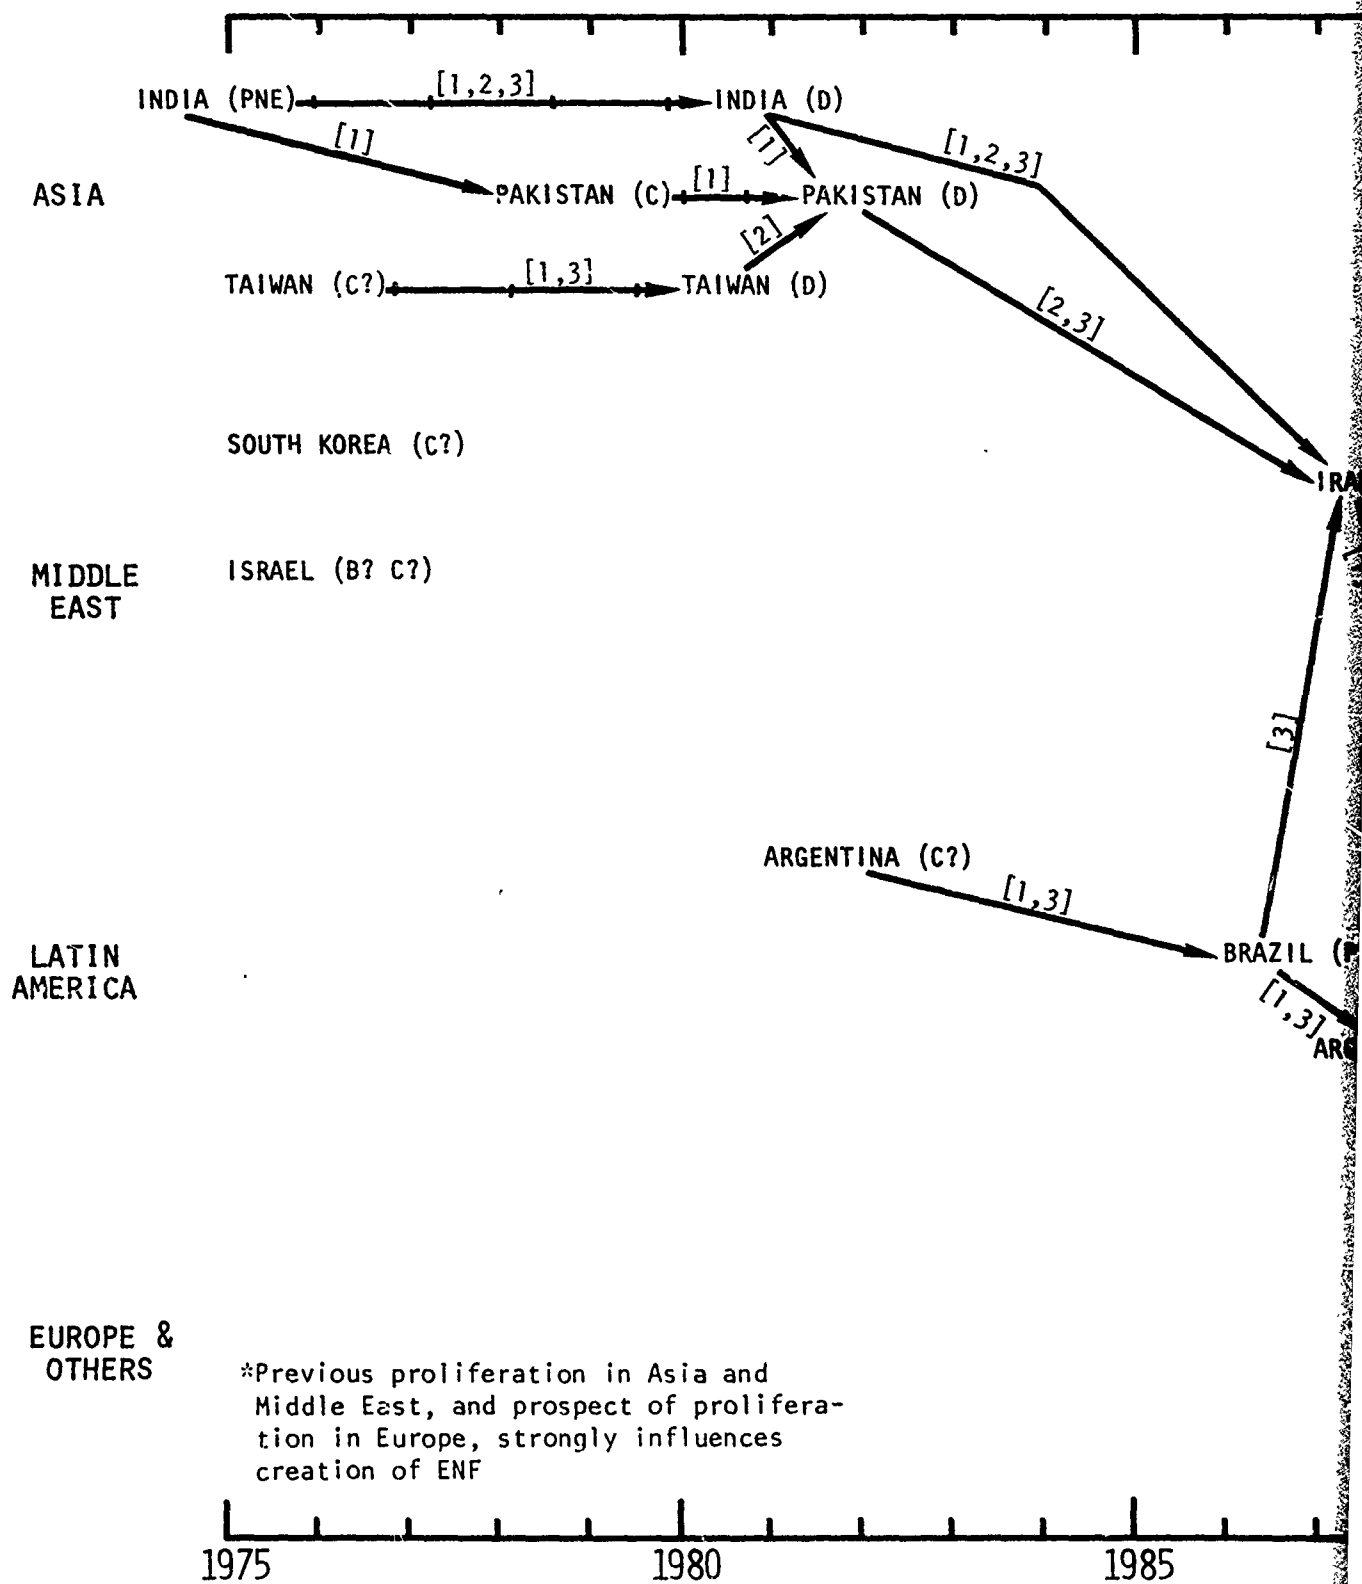 [1,2,3]
INDIA (PNE) INDIA (D)
[1] [1] [1,2,3]
ASIA PAKISTAN (C) [1] PAKISTAN (D)
[2]
TAIWAN (C?) [1,3] TAIWAN (D)
[2,3]
SOUTH KOREA (C?)
IRA
MIDDLE
EAST
ISRAEL (B? C?)
[3]
ARGENTINA (C?)
[1,3]
LATIN
AMERICA
BRAZIL (
[1,3]
ARG
EUROPE &
OTHERS
*Previous proliferation in Asia and
Middle East, and prospect of prolifera-
tion in Europe, strongly influences
creation of ENF
1975 1980 1985